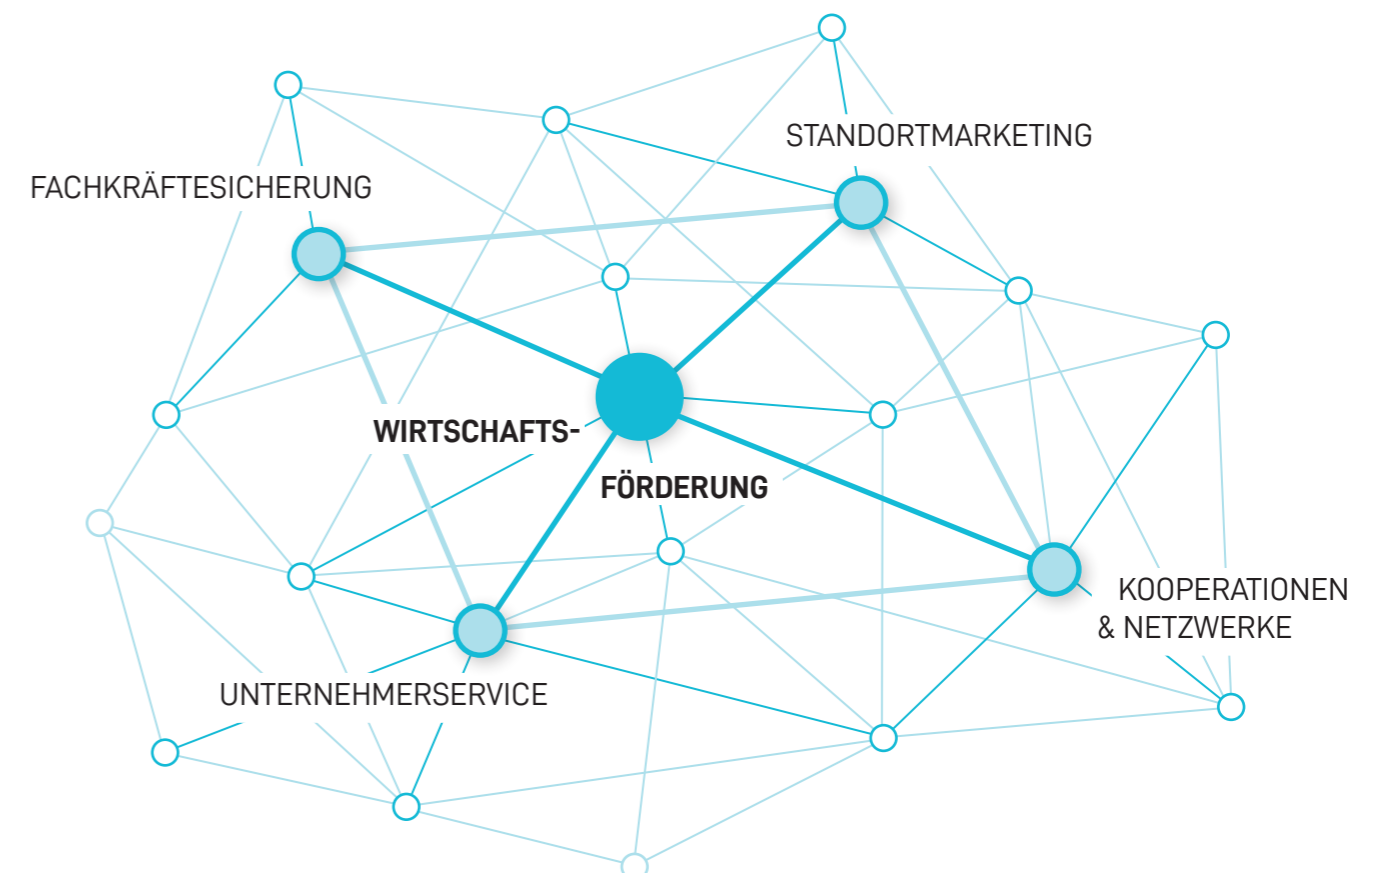 STANDORTMARKETING
FACHKRÄFTESICHERUNG
WIRTSCHAFTS-
FÖRDERUNG
KOOPERATIONEN
& NETZWERKE
UNTERNEHMERSERVICE